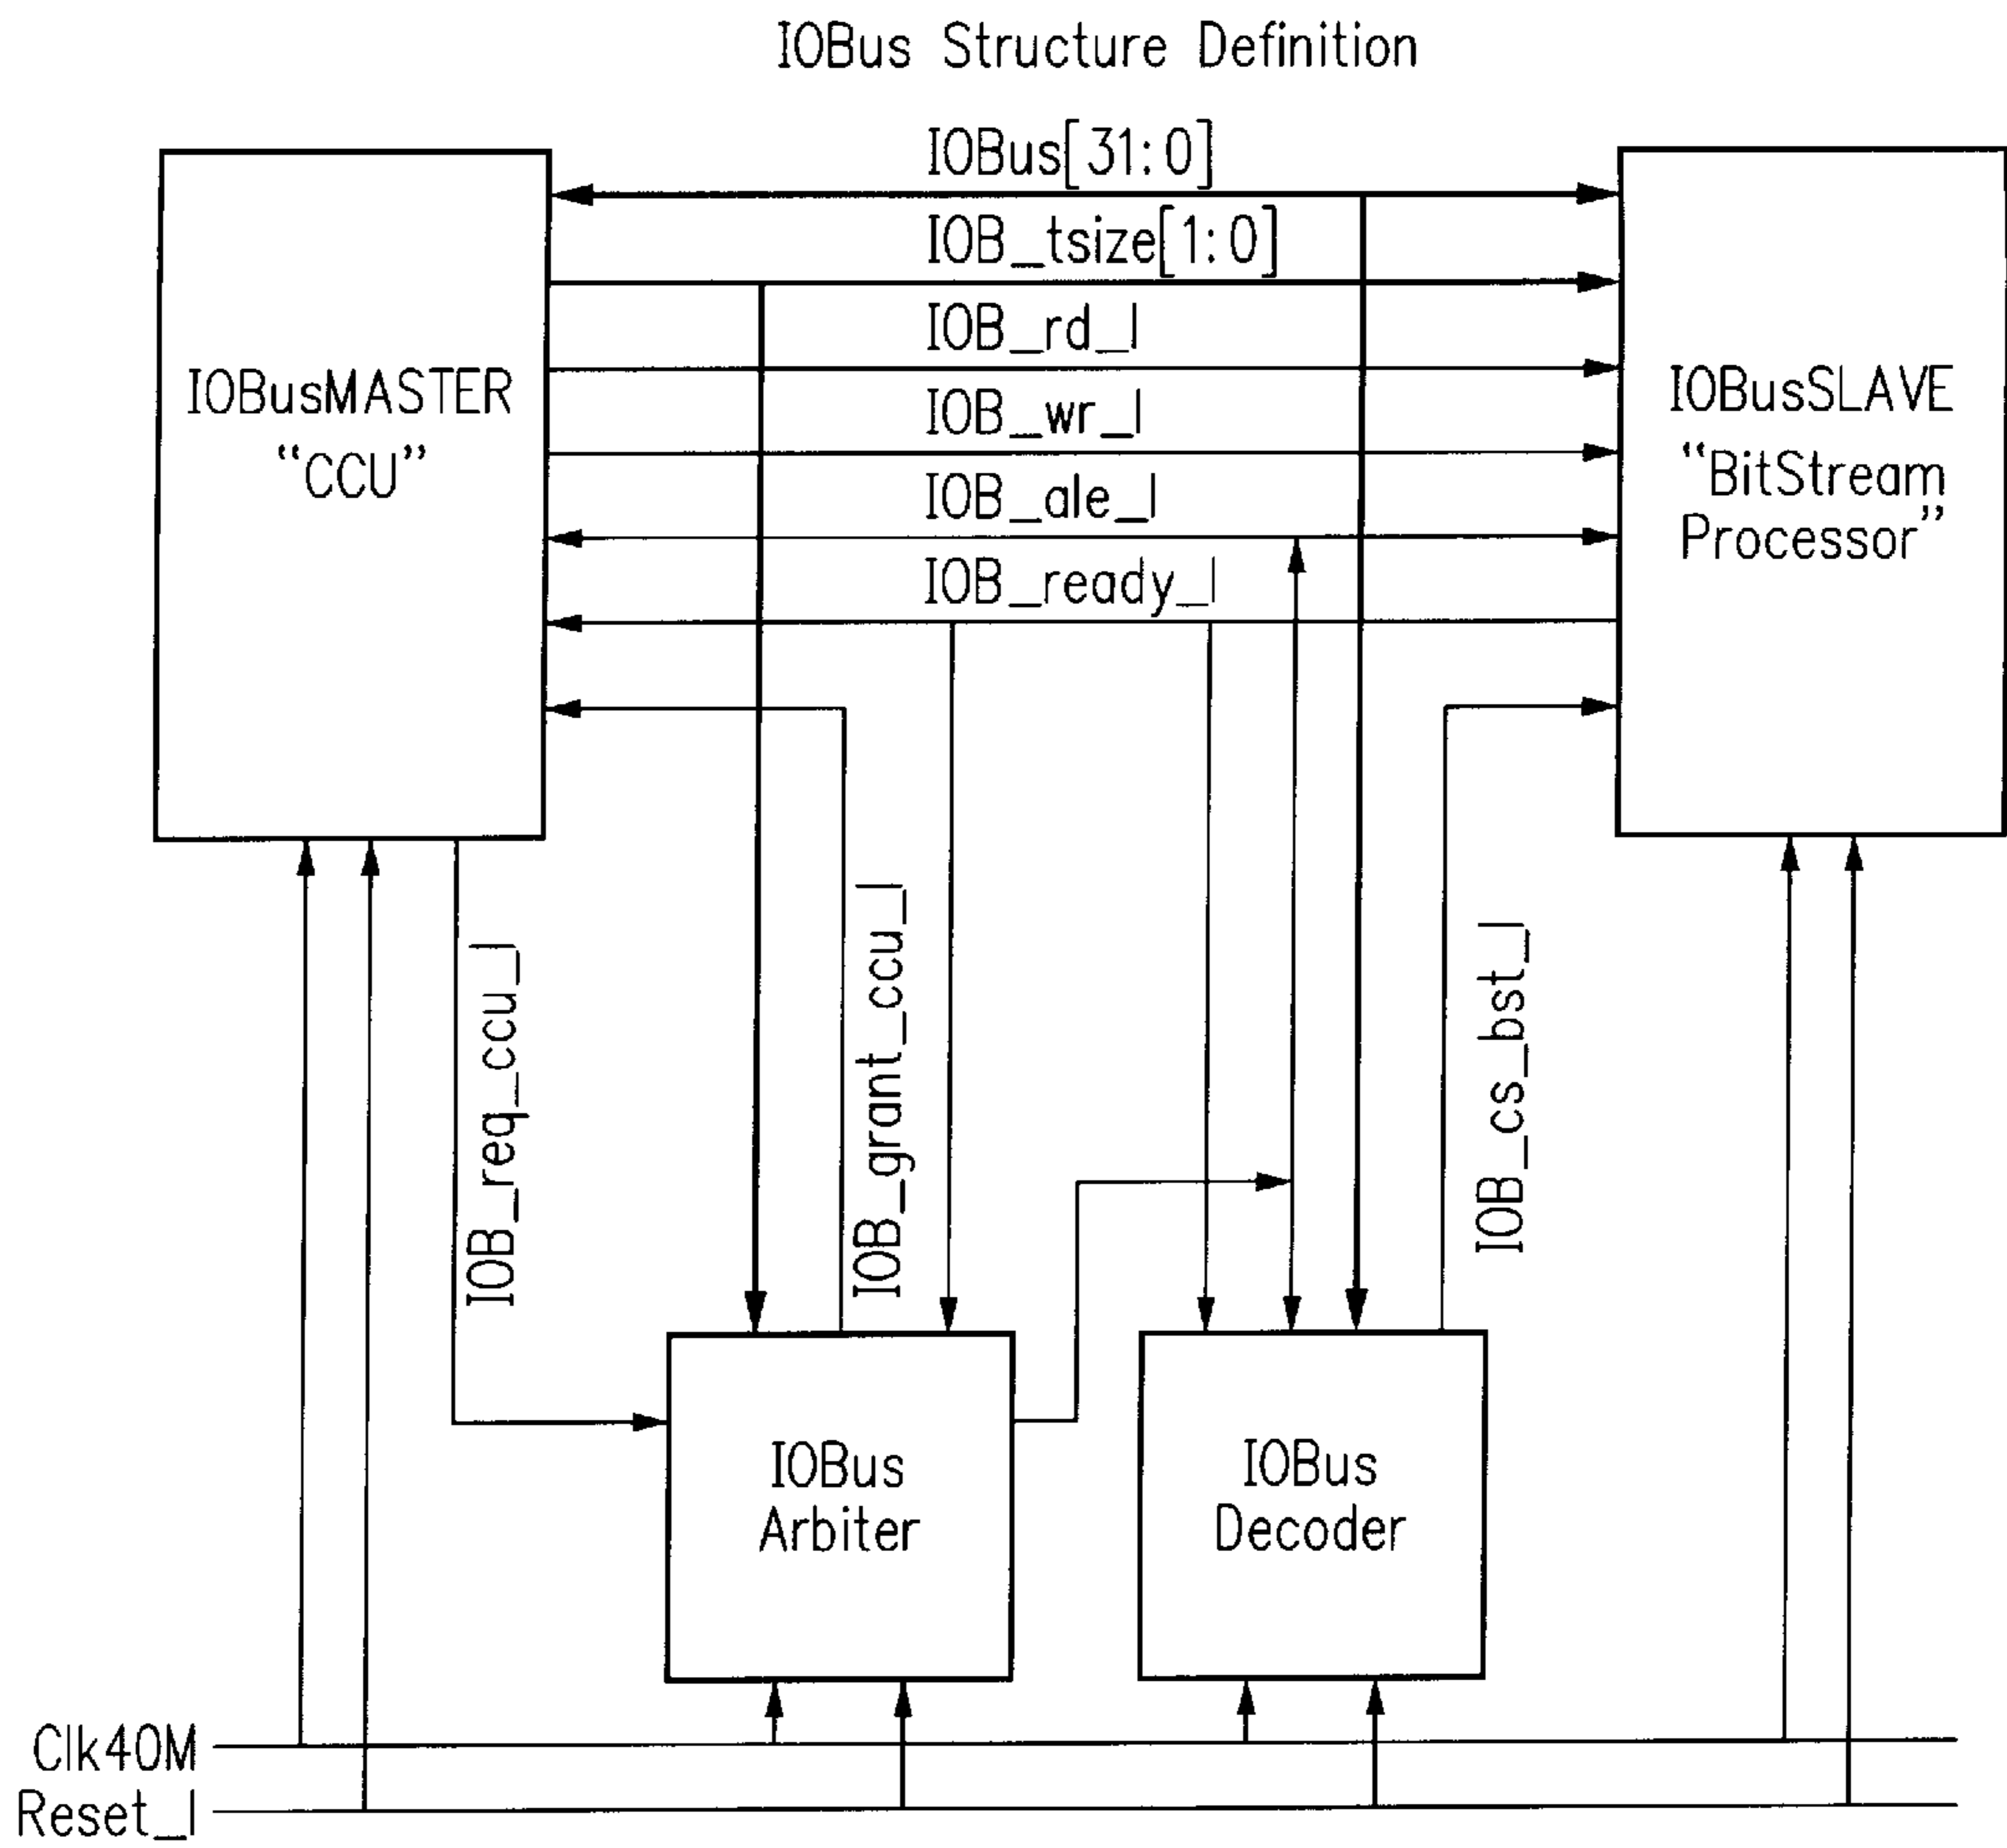 IOBus Structure Definition
IOBus[31:0]
IOB_tsize[1:0]
IOB_rd_l
IOB_wr_l
IOB_ale_l
IOB_ready_l
IOBusMASTER
“CCU”
IOBusSLAVE
“BitStream
Processor”
IOB_req_ccu_l
IOB_grant_ccu_l
IOB_cs_bst_l
IOBus
Arbiter
IOBus
Decoder
Clk40M
Reset_l